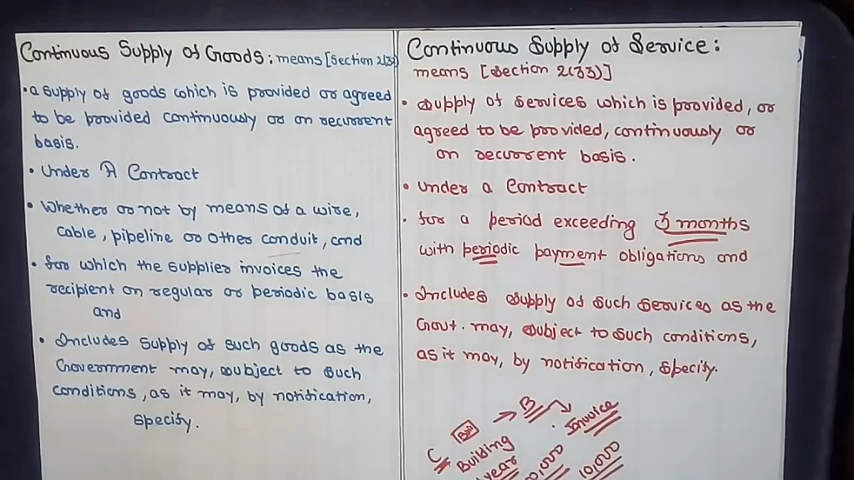 Continuous Supply of Goods: means [Section 2(32)
• a supply of goods which is provided or agreed
to be provided continuously or on recurrent
basis.
• Under A Contract
• Whether or not by means of a wire,
cable, pipeline or other conduit, and
• for which the supplier invoices the
recipient on regular or periodic basis
and
• Includes supply of such goods as the
Government may, subject to such
conditions, as it may, by notification,
specify.
Continuous Supply of Service:
means [Section 2(33)]
• Supply of services which is provided, or
agreed to be provided, continuously or
on recurrent basis.
• Under a Contract
• for a period exceeding 3 months
with periodic payment obligations and
• Includes supply of such services as the
Govt. may, subject to such conditions,
as it may, by notification, specify.
C → B Invoice
Building
year 10,000